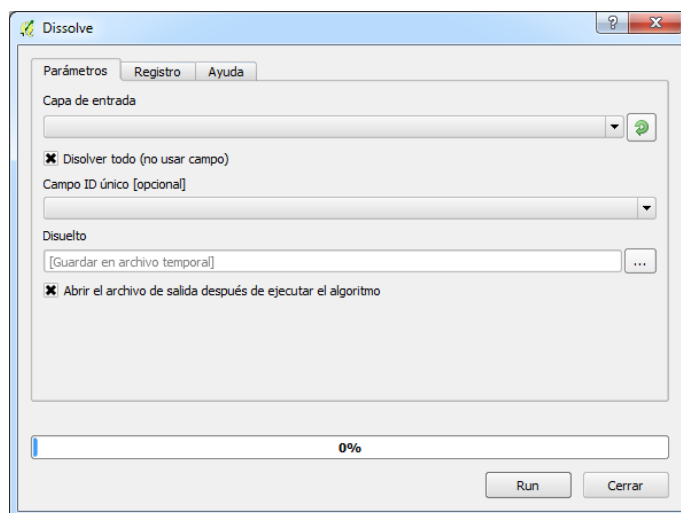 Dissolve
Parámetros Registro Ayuda
Capa de entrada
Disolver todo (no usar campo)
Campo ID único [opcional]
Disuelto
[Guardar en archivo temporal]
...
Abrir el archivo de salida después de ejecutar el algoritmo
0%
Run Cerrar